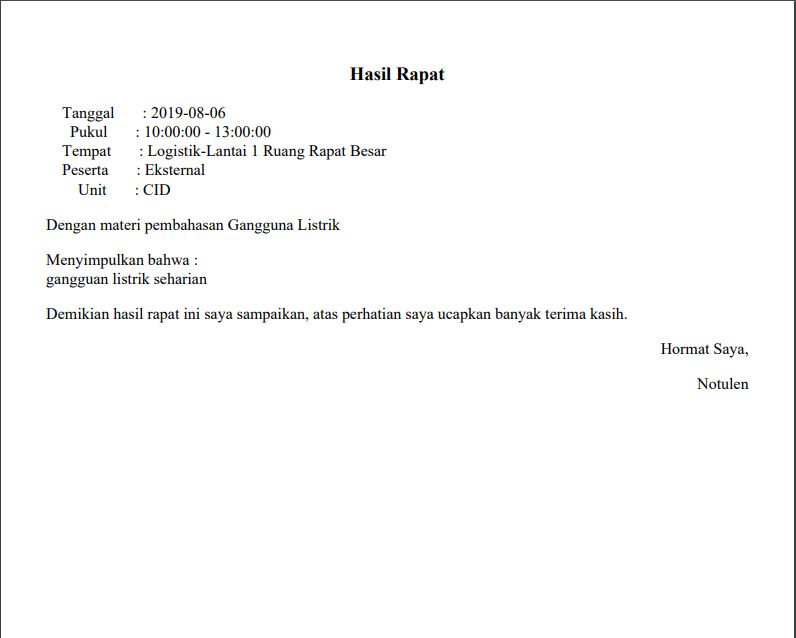 Hasil Rapat
Tanggal : 2019-08-06
Pukul : 10:00:00 - 13:00:00
Tempat : Logistik-Lantai 1 Ruang Rapat Besar
Peserta : Eksternal
Unit : CID
Dengan materi pembahasan Gangguna Listrik
Menyimpulkan bahwa :
gangguan listrik seharian
Demikian hasil rapat ini saya sampaikan, atas perhatian saya ucapkan banyak terima kasih.
Hormat Saya,
Notulen